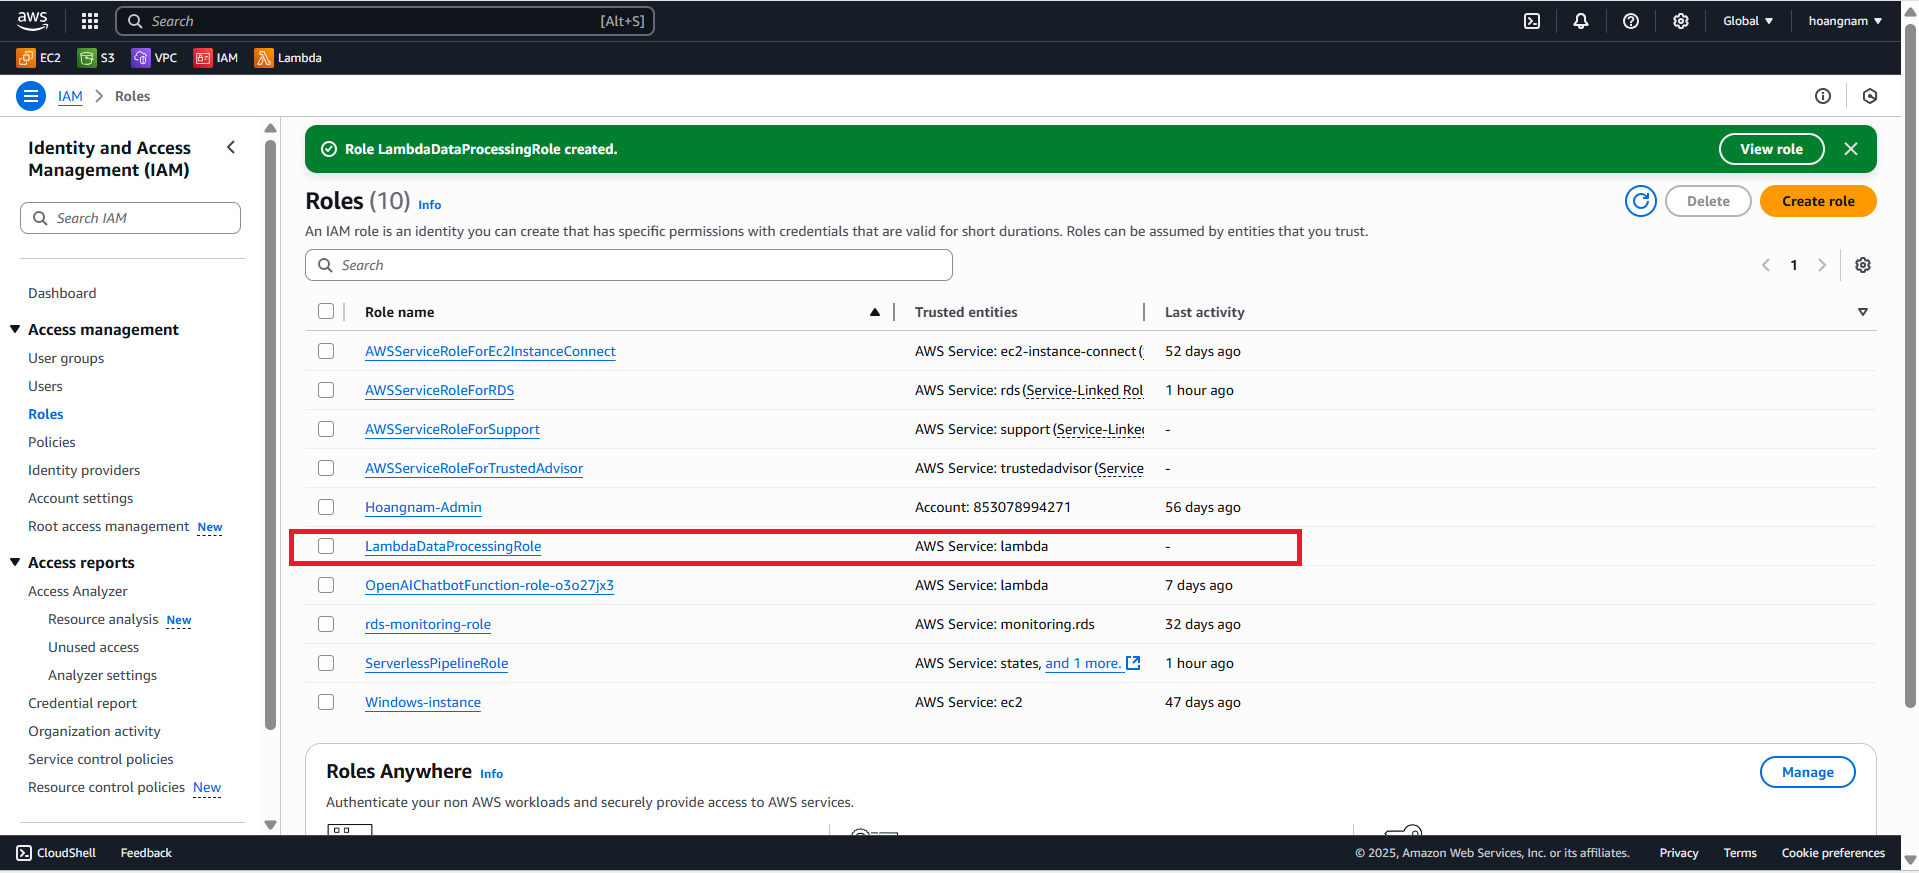 aws
Search [Alt+S]
Global ▼ hoangnam ▼
EC2 S3 VPC IAM Lambda
IAM > Roles
Identity and Access Management (IAM)
Search IAM
Dashboard
Access management
User groups
Users
Roles
Policies
Identity providers
Account settings
Root access management New
Access reports
Access Analyzer
Resource analysis New
Unused access
Analyzer settings
Credential report
Organization activity
Service control policies
Resource control policies New
Role LambdaDataProcessingRole created. View role
Roles (10) Info
Delete Create role
An IAM role is an identity you can create that has specific permissions with credentials that are valid for short durations. Roles can be assumed by entities that you trust.
Search
1
Role name Trusted entities Last activity
AWSServiceRoleForEc2InstanceConnect AWS Service: ec2-instance-connect ( 52 days ago
AWSServiceRoleForRDS AWS Service: rds (Service-Linked Rol 1 hour ago
AWSServiceRoleForSupport AWS Service: support (Service-Linked -
AWSServiceRoleForTrustedAdvisor AWS Service: trustedadvisor (Service -
Hoangnam-Admin Account: 853078994271 56 days ago
LambdaDataProcessingRole AWS Service: lambda -
OpenAIChatbotFunction-role-o3o27jx3 AWS Service: lambda 7 days ago
rds-monitoring-role AWS Service: monitoring.rds 32 days ago
ServerlessPipelineRole AWS Service: states, and 1 more. 1 hour ago
Windows-instance AWS Service: ec2 47 days ago
Roles Anywhere Info
Manage
Authenticate your non AWS workloads and securely provide access to AWS services.
CloudShell Feedback © 2025, Amazon Web Services, Inc. or its affiliates. Privacy Terms Cookie preferences